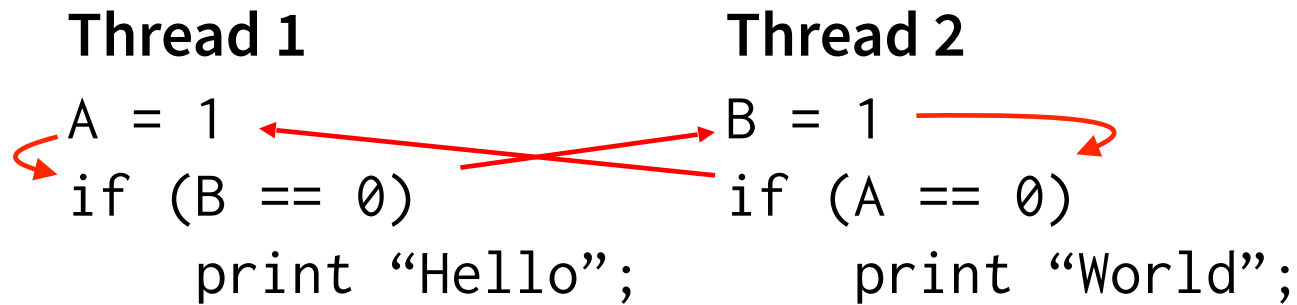 Thread 1
A = 1
if (B == 0)
print “Hello”;
Thread 2
B = 1
if (A == 0)
print “World”;